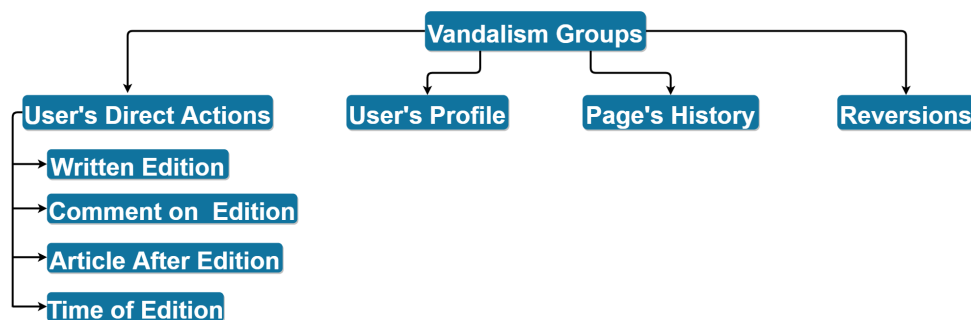 Vandalism Groups
User's Direct Actions
User's Profile
Page's History
Reversions
Written Edition
Comment on  Edition
Article After Edition
Time of Edition